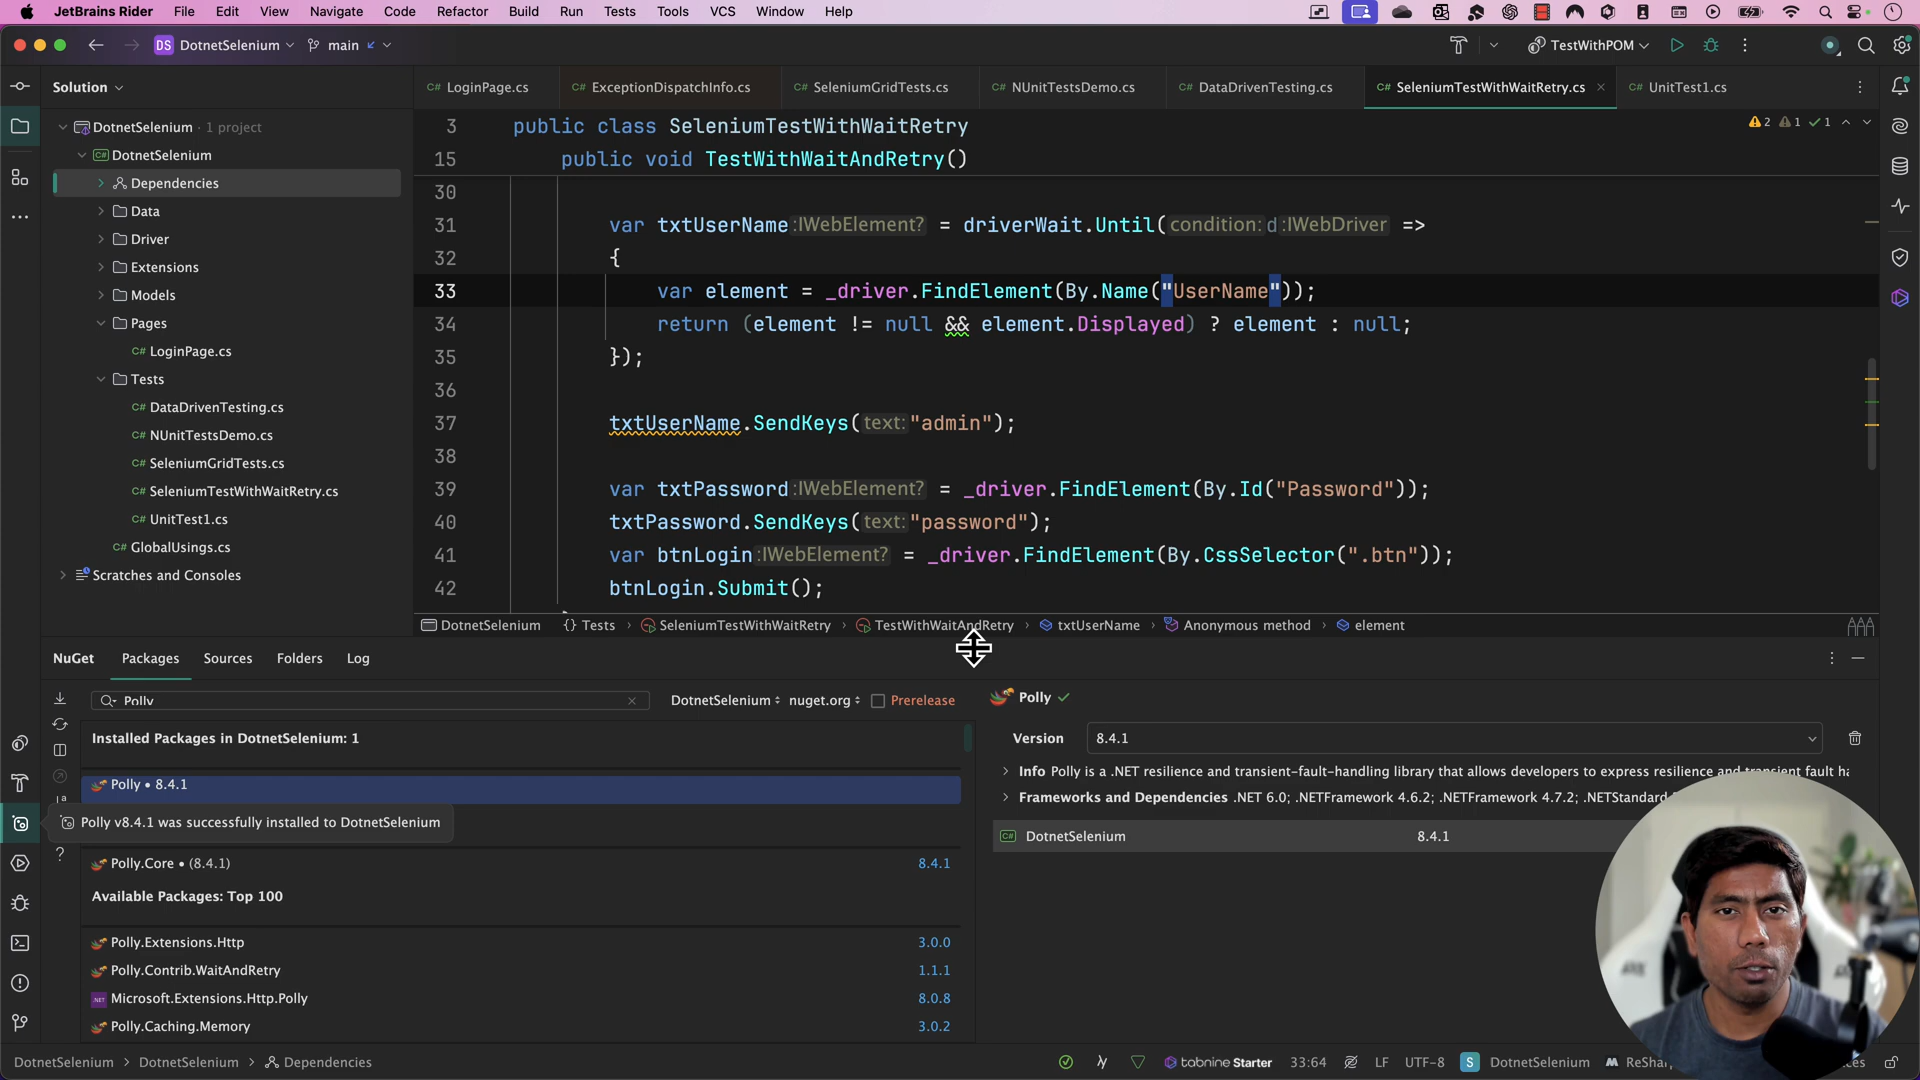 JetBrains Rider File Edit View Navigate Code Refactor Build Run Tests Tools VCS Window Help
DS DotnetSelenium main TestWithPOM
Solution
C# LoginPage.cs C# ExceptionDispatchInfo.cs C# SeleniumGridTests.cs C# NUnitTestsDemo.cs C# DataDrivenTesting.cs C# SeleniumTestWithWaitRetry.cs C# UnitTest1.cs
DotnetSelenium · 1 project
C# DotnetSelenium
Dependencies
Data
Driver
Extensions
Models
Pages
C# LoginPage.cs
Tests
C# DataDrivenTesting.cs
C# NUnitTestsDemo.cs
C# SeleniumGridTests.cs
C# SeleniumTestWithWaitRetry.cs
C# UnitTest1.cs
C# GlobalUsings.cs
Scratches and Consoles
3 public class SeleniumTestWithWaitRetry 2 1 1
15 public void TestWithWaitAndRetry()
30
31 var txtUserName :IWebElement? = driverWait.Until( condition: d :IWebDriver =>
32 {
33 var element = _driver.FindElement(By.Name("UserName"));
34 return (element != null && element.Displayed) ? element : null;
35 });
36
37 txtUserName.SendKeys( text: "admin");
38
39 var txtPassword :IWebElement? = _driver.FindElement(By.Id("Password"));
40 txtPassword.SendKeys( text: "password");
41 var btnLogin :IWebElement? = _driver.FindElement(By.CssSelector(".btn"));
42 btnLogin.Submit();
DotnetSelenium {} Tests SeleniumTestWithWaitRetry TestWithWaitAndRetry txtUserName Anonymous method element
NuGet Packages Sources Folders Log
Polly DotnetSelenium nuget.org Prerelease
Installed Packages in DotnetSelenium: 1
Polly • 8.4.1
Polly v8.4.1 was successfully installed to DotnetSelenium
Polly.Core • (8.4.1) 8.4.1
Available Packages: Top 100
Polly.Extensions.Http 3.0.0
Polly.Contrib.WaitAndRetry 1.1.1
.NET Microsoft.Extensions.Http.Polly 8.0.8
Polly.Caching.Memory 3.0.2
Polly
Version 8.4.1
Info Polly is a .NET resilience and transient-fault-handling library that allows developers to express resilience and transient fault
Frameworks and Dependencies .NET 6.0; .NETFramework 4.6.2; .NETFramework 4.7.2; .NETStandard
C# DotnetSelenium 8.4.1
DotnetSelenium DotnetSelenium Dependencies tabnine Starter 33:64 LF UTF-8 S DotnetSelenium